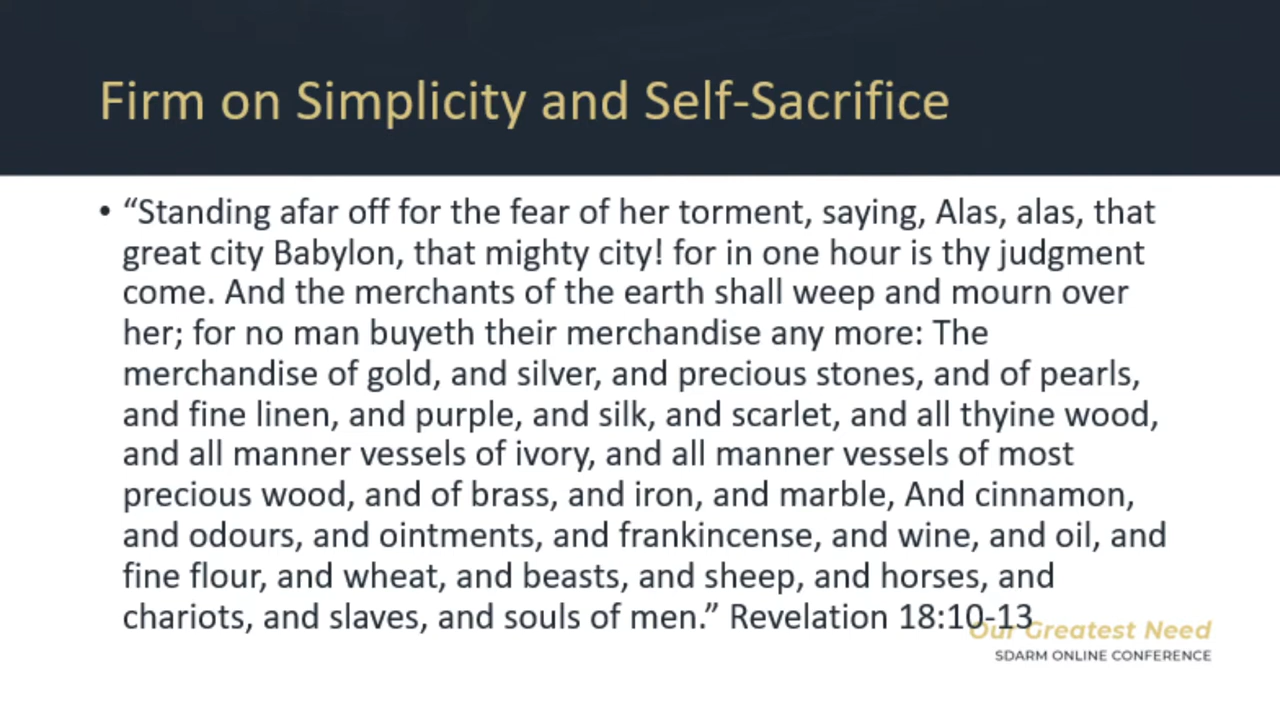 Firm on Simplicity and Self-Sacrifice
• “Standing afar off for the fear of her torment, saying, Alas, alas, that
great city Babylon, that mighty city! for in one hour is thy judgment
come. And the merchants of the earth shall weep and mourn over
her; for no man buyeth their merchandise any more: The
merchandise of gold, and silver, and precious stones, and of pearls,
and fine linen, and purple, and silk, and scarlet, and all thyine wood,
and all manner vessels of ivory, and all manner vessels of most
precious wood, and of brass, and iron, and marble, And cinnamon,
and odours, and ointments, and frankincense, and wine, and oil, and
fine flour, and wheat, and beasts, and sheep, and horses, and
chariots, and slaves, and souls of men.” Revelation 18:10-13
Our Greatest Need
SDARM ONLINE CONFERENCE